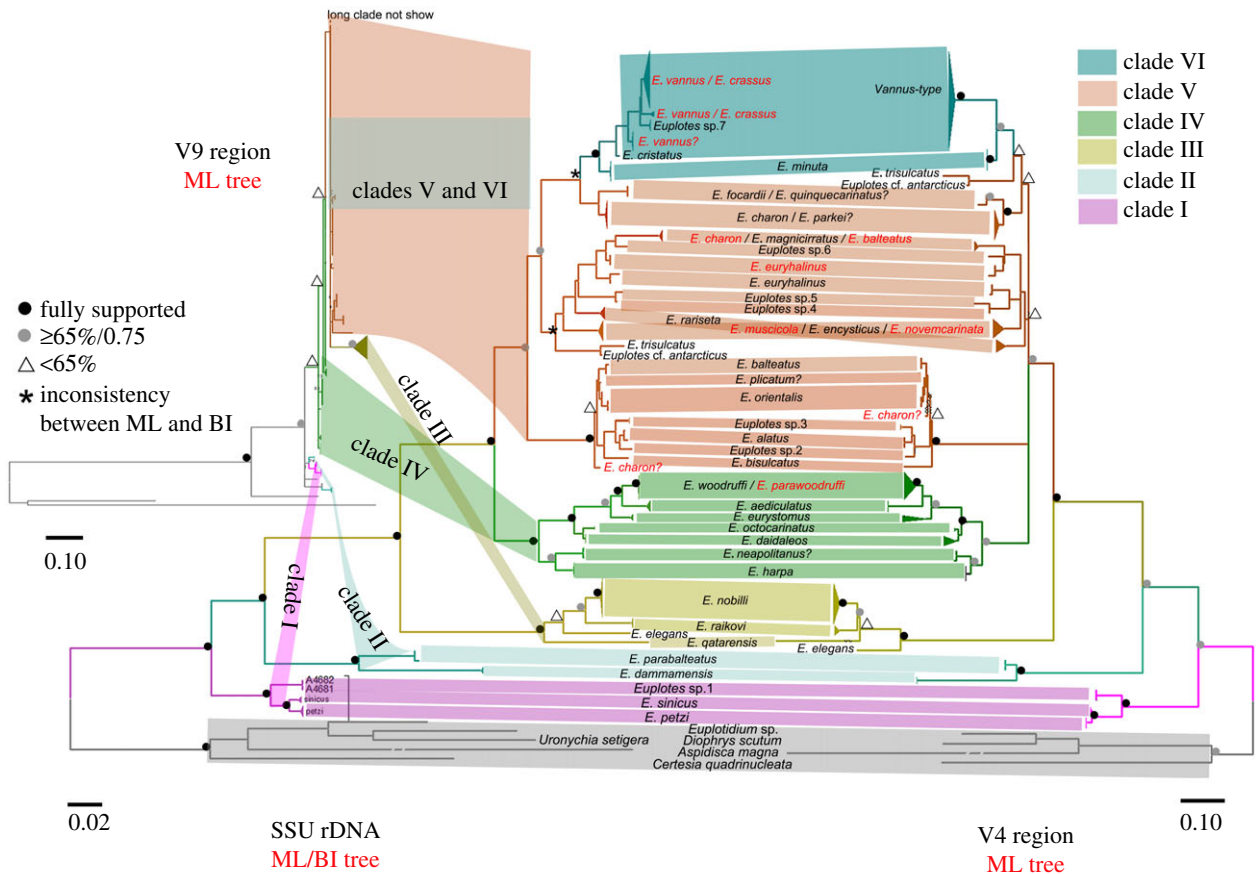 long clade not show
V9 region
ML tree
clades V and VI
fully supported
≥65%/0.75
<65%
inconsistency
between ML and BI
0.10
clade III
clade IV
clade I
clade II
clade VI
clade V
clade IV
clade III
clade II
clade I
E. vannus / E. crassus
Vannus-type
E. vannus / E. crassus
Euplotes sp.7
E. vannus?
E. cristatus
E. minuta
E. trisulcatus
Euplotes cf. antarcticus
E. focardii / E. quinquecarinatus?
E. charon / E. parkei?
E. charon / E. magnicirratus / E. balteatus
Euplotes sp.6
E. euryhalinus
E. euryhalinus
Euplotes sp.5
Euplotes sp.4
E. rariseta
E. muscicola / E. encysticus / E. novemcarinata
E. trisulcatus
Euplotes cf. antarcticus
E. balteatus
E. plicatum?
E. orientalis
E. charon?
Euplotes sp.3
E. alatus
Euplotes sp.2
E. bisulcatus
E. charon?
E. woodruffi / E. parawoodruffi
E. aediculatus
E. eurystomus
E. octocarinatus
E. daidaleos
E. neapolitanus?
E. harpa
E. nobilli
E. raikovi
E. elegans
E. qatarensis
E. elegans
E. parabalteatus
E. dammamensis
A4682
A4681
sinicus
petzi
Euplotes sp.1
E. sinicus
E. petzi
Euplotidium sp.
Uronychia setigera
Diophrys scutum
Aspidisca magna
Certesia quadrinucleata
0.02
SSU rDNA
ML/BI tree
V4 region
ML tree
0.10